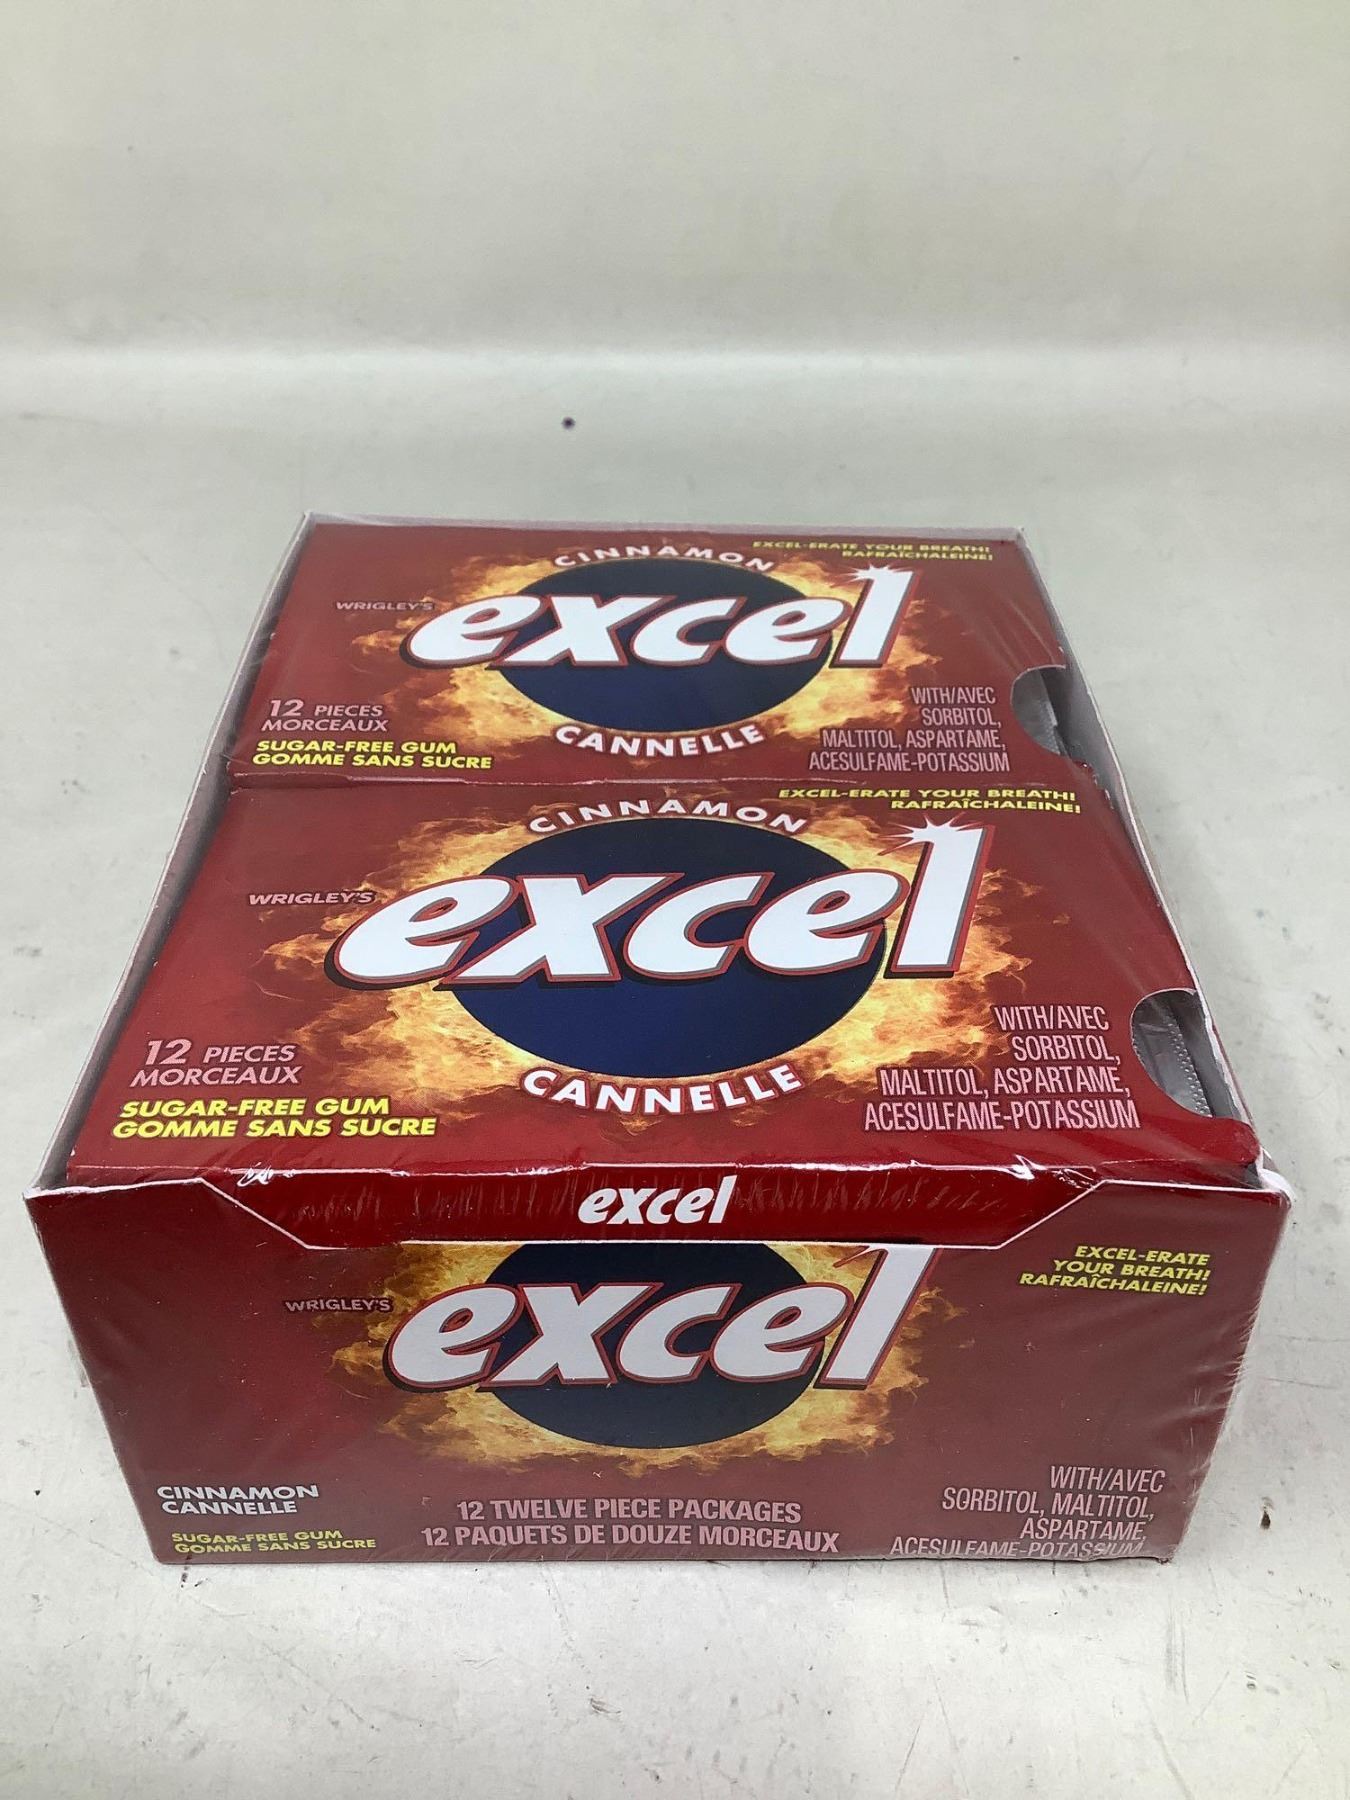 CINNAMON
EXCEL-ERATE YOUR BREATH!
RAFRAÎCHALEINE!
WRIGLEY'S
excel
12 PIECES
MORCEAUX
SUGAR-FREE GUM
GOMME SANS SUCRE
CANNELLE
WITH/AVEC
SORBITOL,
MALTITOL, ASPARTAME,
ACESULFAME-POTASSIUM
CINNAMON
EXCEL-ERATE YOUR BREATH!
RAFRAÎCHALEINE!
WRIGLEY'S
excel
12 PIECES
MORCEAUX
SUGAR-FREE GUM
GOMME SANS SUCRE
CANNELLE
WITH/AVEC
SORBITOL,
MALTITOL, ASPARTAME,
ACESULFAME-POTASSIUM
excel
WRIGLEY'S
excel
EXCEL-ERATE
YOUR BREATH!
RAFRAÎCHALEINE!
CINNAMON
CANNELLE
SUGAR-FREE GUM
GOMME SANS SUCRE
12 TWELVE PIECE PACKAGES
12 PAQUETS DE DOUZE MORCEAUX
WITH/AVEC
SORBITOL, MALTITOL,
ASPARTAME,
ACESULFAME-POTASSIUM